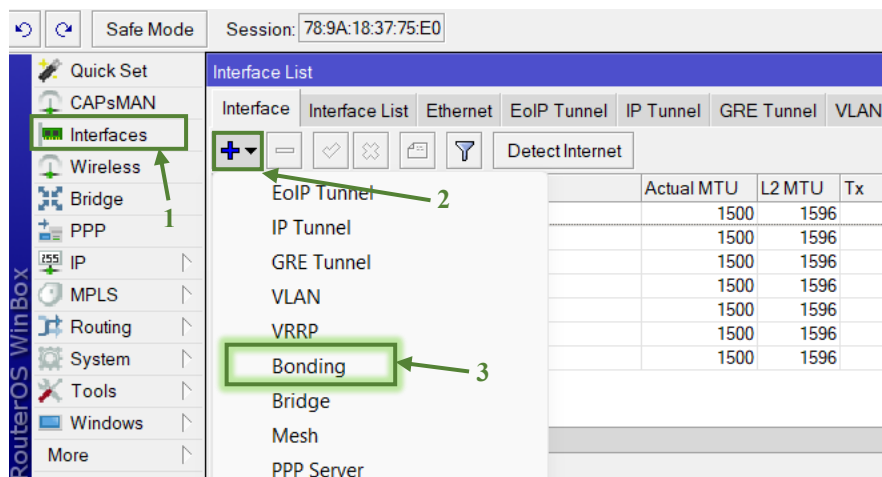 Safe Mode Session: 78:9A:18:37:75:E0
Quick Set
CAPsMAN
Interfaces
Wireless
Bridge
PPP
IP
MPLS
Routing
System
Tools
Windows
More
RouterOS WinBox
1
Interface List
Interface Interface List Ethernet EoIP Tunnel IP Tunnel GRE Tunnel VLAN
Detect Internet
2
EoIP Tunnel
IP Tunnel
GRE Tunnel
VLAN
VRRP
Bonding
3
Bridge
Mesh
PPP Server
Actual MTU L2 MTU Tx
1500 1596
1500 1596
1500 1596
1500 1596
1500 1596
1500 1596
1500 1596